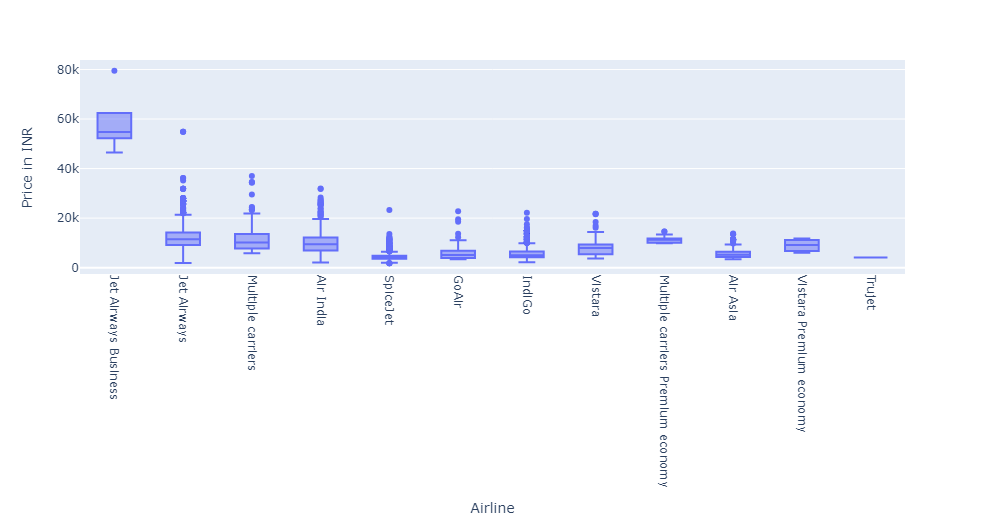 80k
60k
40k
20k
0
Price in INR
Jet Airways Business
Jet Airways
Multiple carriers
Air India
SpiceJet
GoAir
IndiGo
Vistara
Multiple carriers Premium economy
Air Asia
Vistara Premium economy
Trujet
Airline